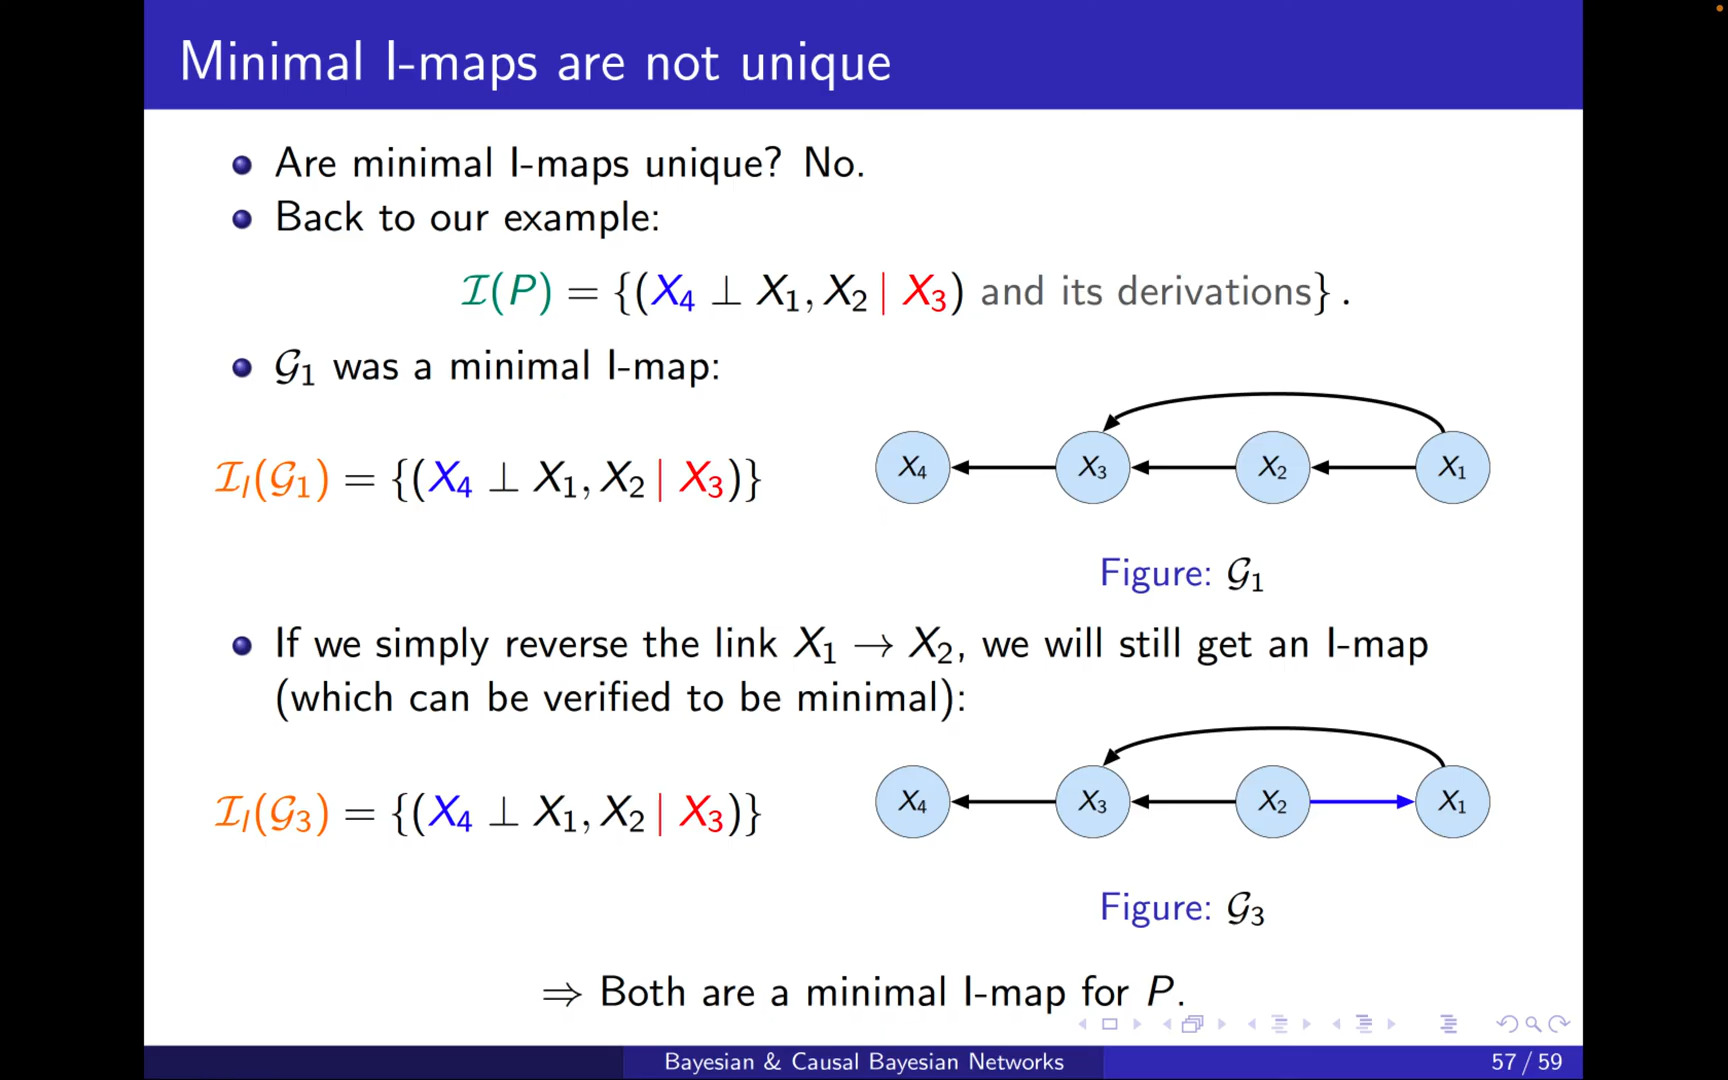 Minimal I-maps are not unique
Are minimal I-maps unique? No.
Back to our example:
ℐ(P) = {(X₄ ⊥ X₁, X₂ | X₃) and its derivations} .
𝒢₁ was a minimal I-map:
ℐₗ(𝒢₁) = {(X₄ ⊥ X₁, X₂ | X₃)}
X₄ X₃ X₂ X₁
Figure: 𝒢₁
If we simply reverse the link X₁ → X₂, we will still get an I-map
(which can be verified to be minimal):
ℐₗ(𝒢₃) = {(X₄ ⊥ X₁, X₂ | X₃)}
X₄ X₃ X₂ X₁
Figure: 𝒢₃
⇒ Both are a minimal I-map for P.
Bayesian & Causal Bayesian Networks
57 / 59